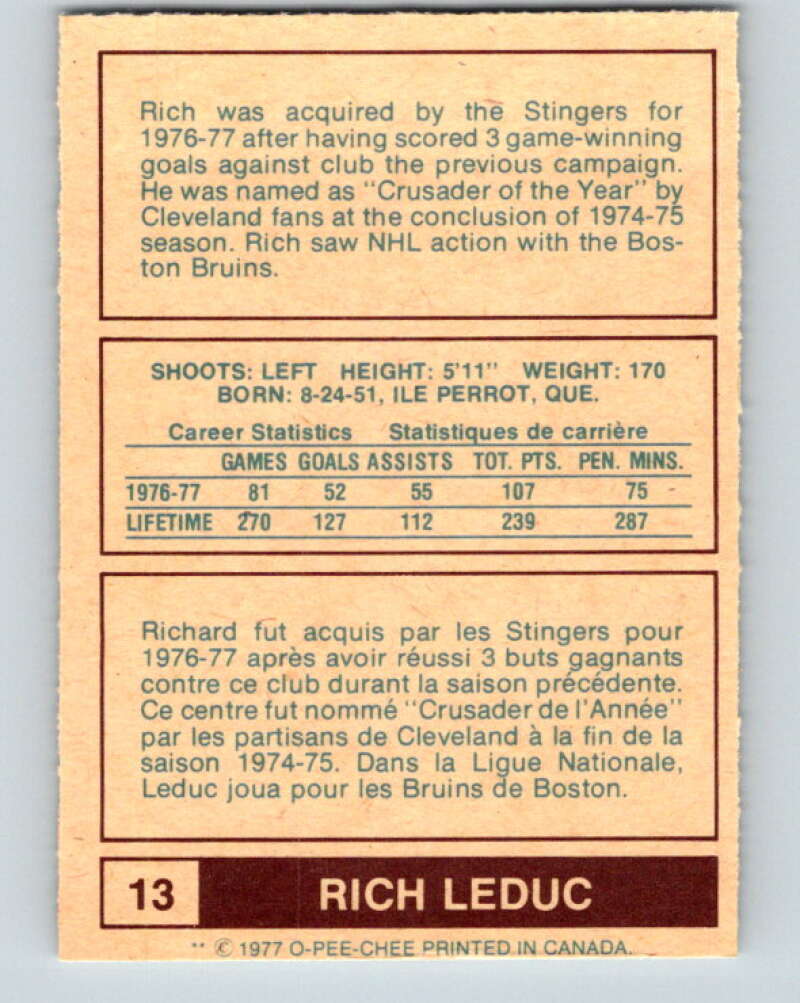 Rich was acquired by the Stingers for
1976-77 after having scored 3 game-winning
goals against club the previous campaign.
He was named as "Crusader of the Year" by
Cleveland fans at the conclusion of 1974-75
season. Rich saw NHL action with the Bos-
ton Bruins.
SHOOTS: LEFT HEIGHT: 5'11" WEIGHT: 170
BORN: 8-24-51, ILE PERROT, QUE.
Career Statistics Statistiques de carrière
GAMES GOALS ASSISTS TOT. PTS. PEN. MINS.
1976-77 81 52 55 107 75
LIFETIME 270 127 112 239 287
Richard fut acquis par les Stingers pour
1976-77 après avoir réussi 3 buts gagnants
contre ce club durant la saison précédente.
Ce centre fut nommé "Crusader de l'Année"
par les partisans de Cleveland à la fin de la
saison 1974-75. Dans la Ligue Nationale,
Leduc joua pour les Bruins de Boston.
13 RICH LEDUC
** © 1977 O-PEE-CHEE PRINTED IN CANADA.